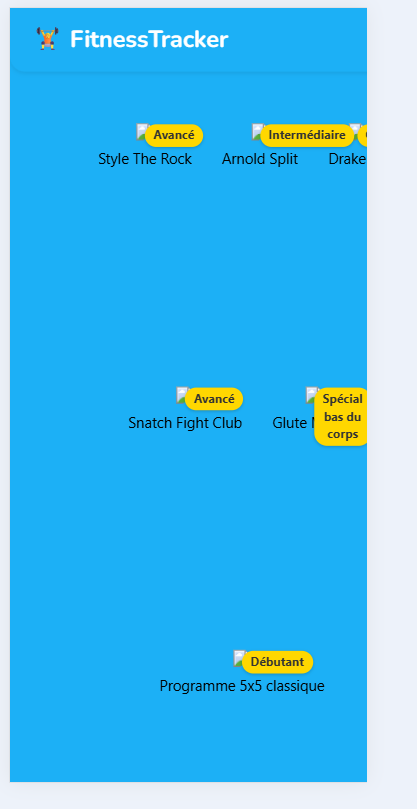 FitnessTracker
Avancé
Intermédiaire
Style The Rock
Arnold Split
Drake
Avancé
Spécial
bas du
corps
Snatch Fight Club
Glute
Débutant
Programme 5x5 classique